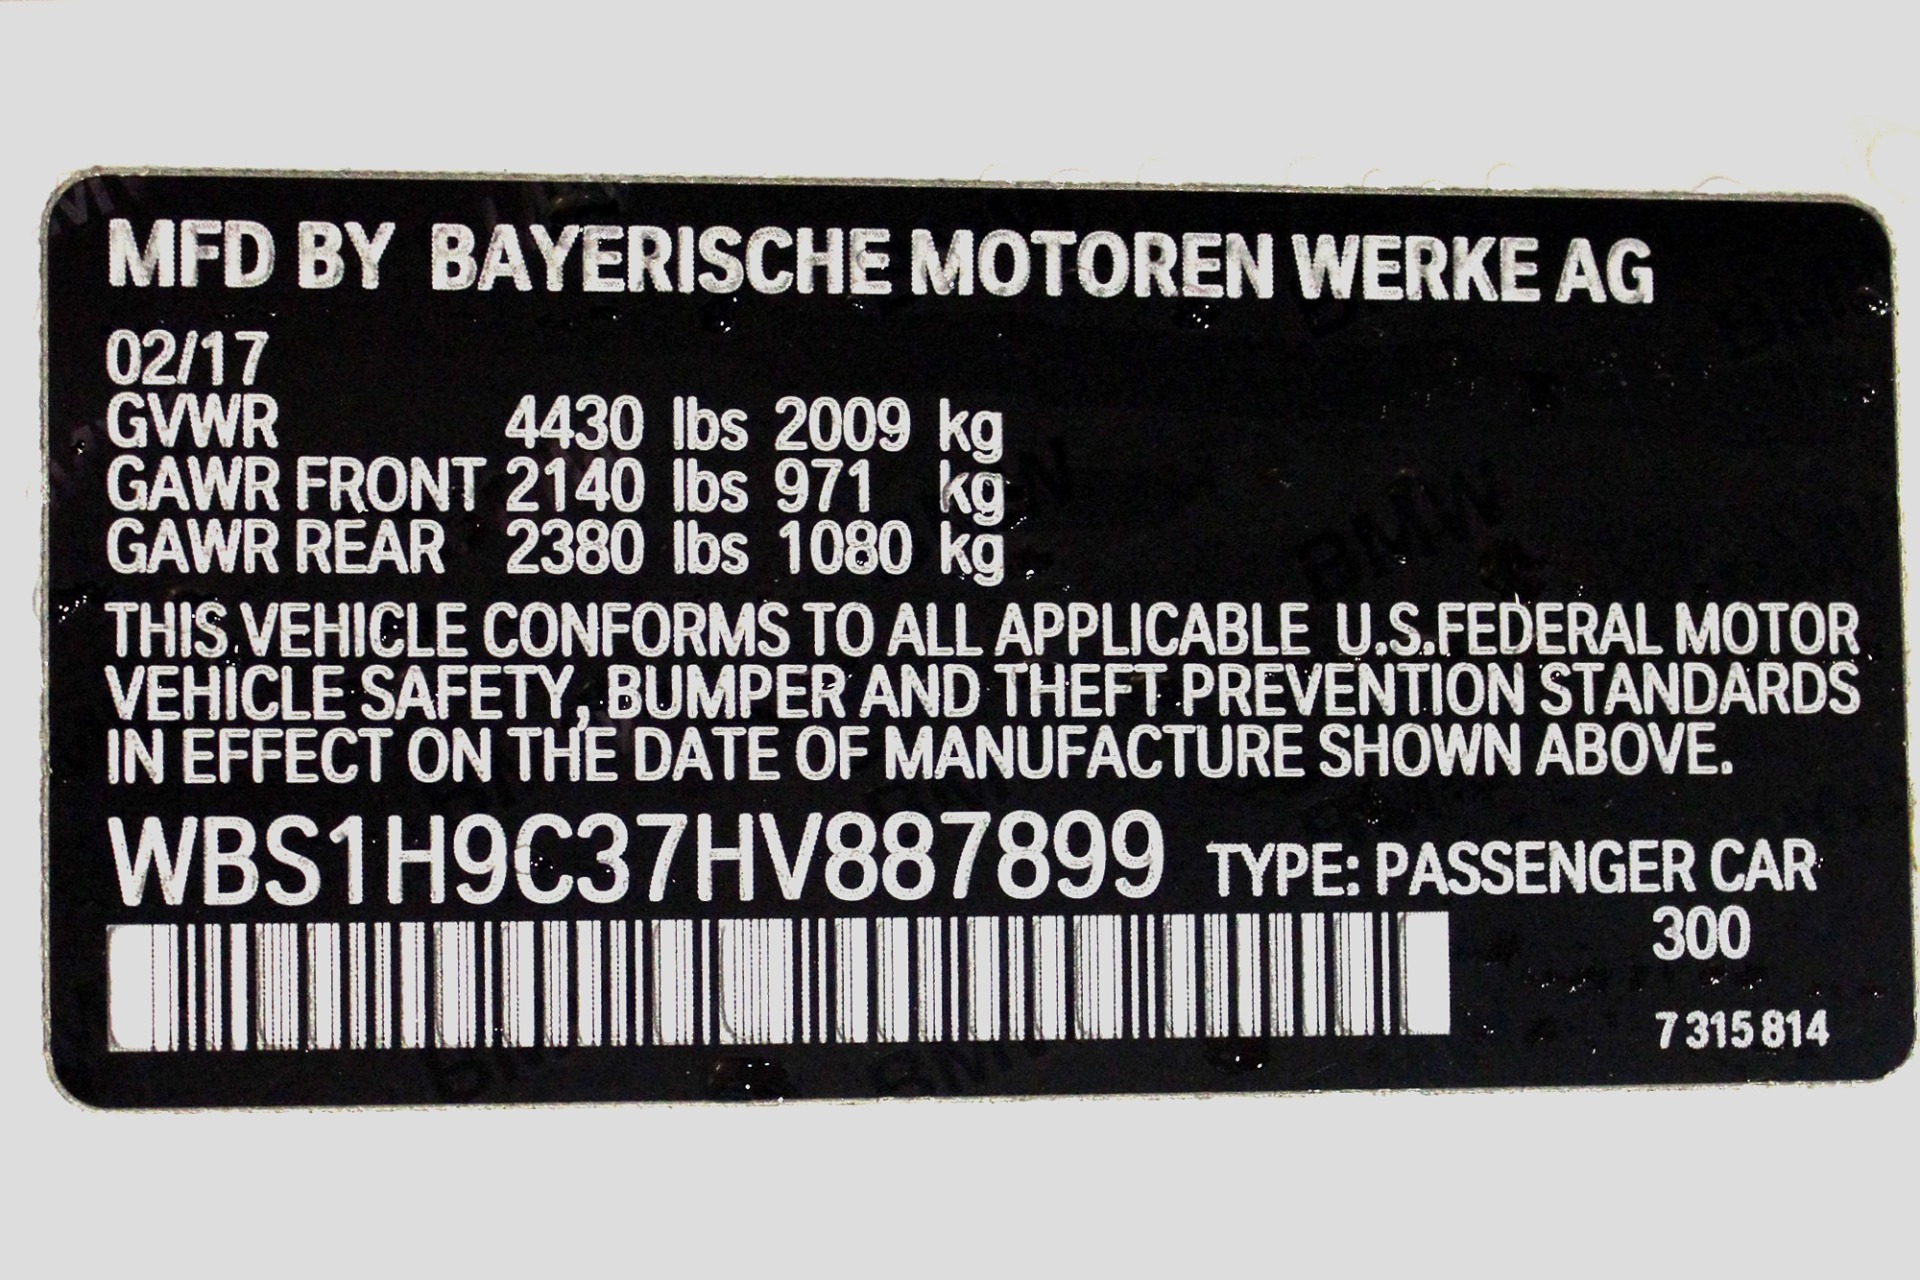 MFD BY BAYERISCHE MOTOREN WERKE AG
02/17
GVWR 4430 lbs 2009 kg
GAWR FRONT 2140 lbs 971 kg
GAWR REAR 2380 lbs 1080 kg
THIS VEHICLE CONFORMS TO ALL APPLICABLE U.S.FEDERAL MOTOR
VEHICLE SAFETY, BUMPER AND THEFT PREVENTION STANDARDS
IN EFFECT ON THE DATE OF MANUFACTURE SHOWN ABOVE.
WBS1H9C37HV887899 TYPE: PASSENGER CAR
300
7 315 814